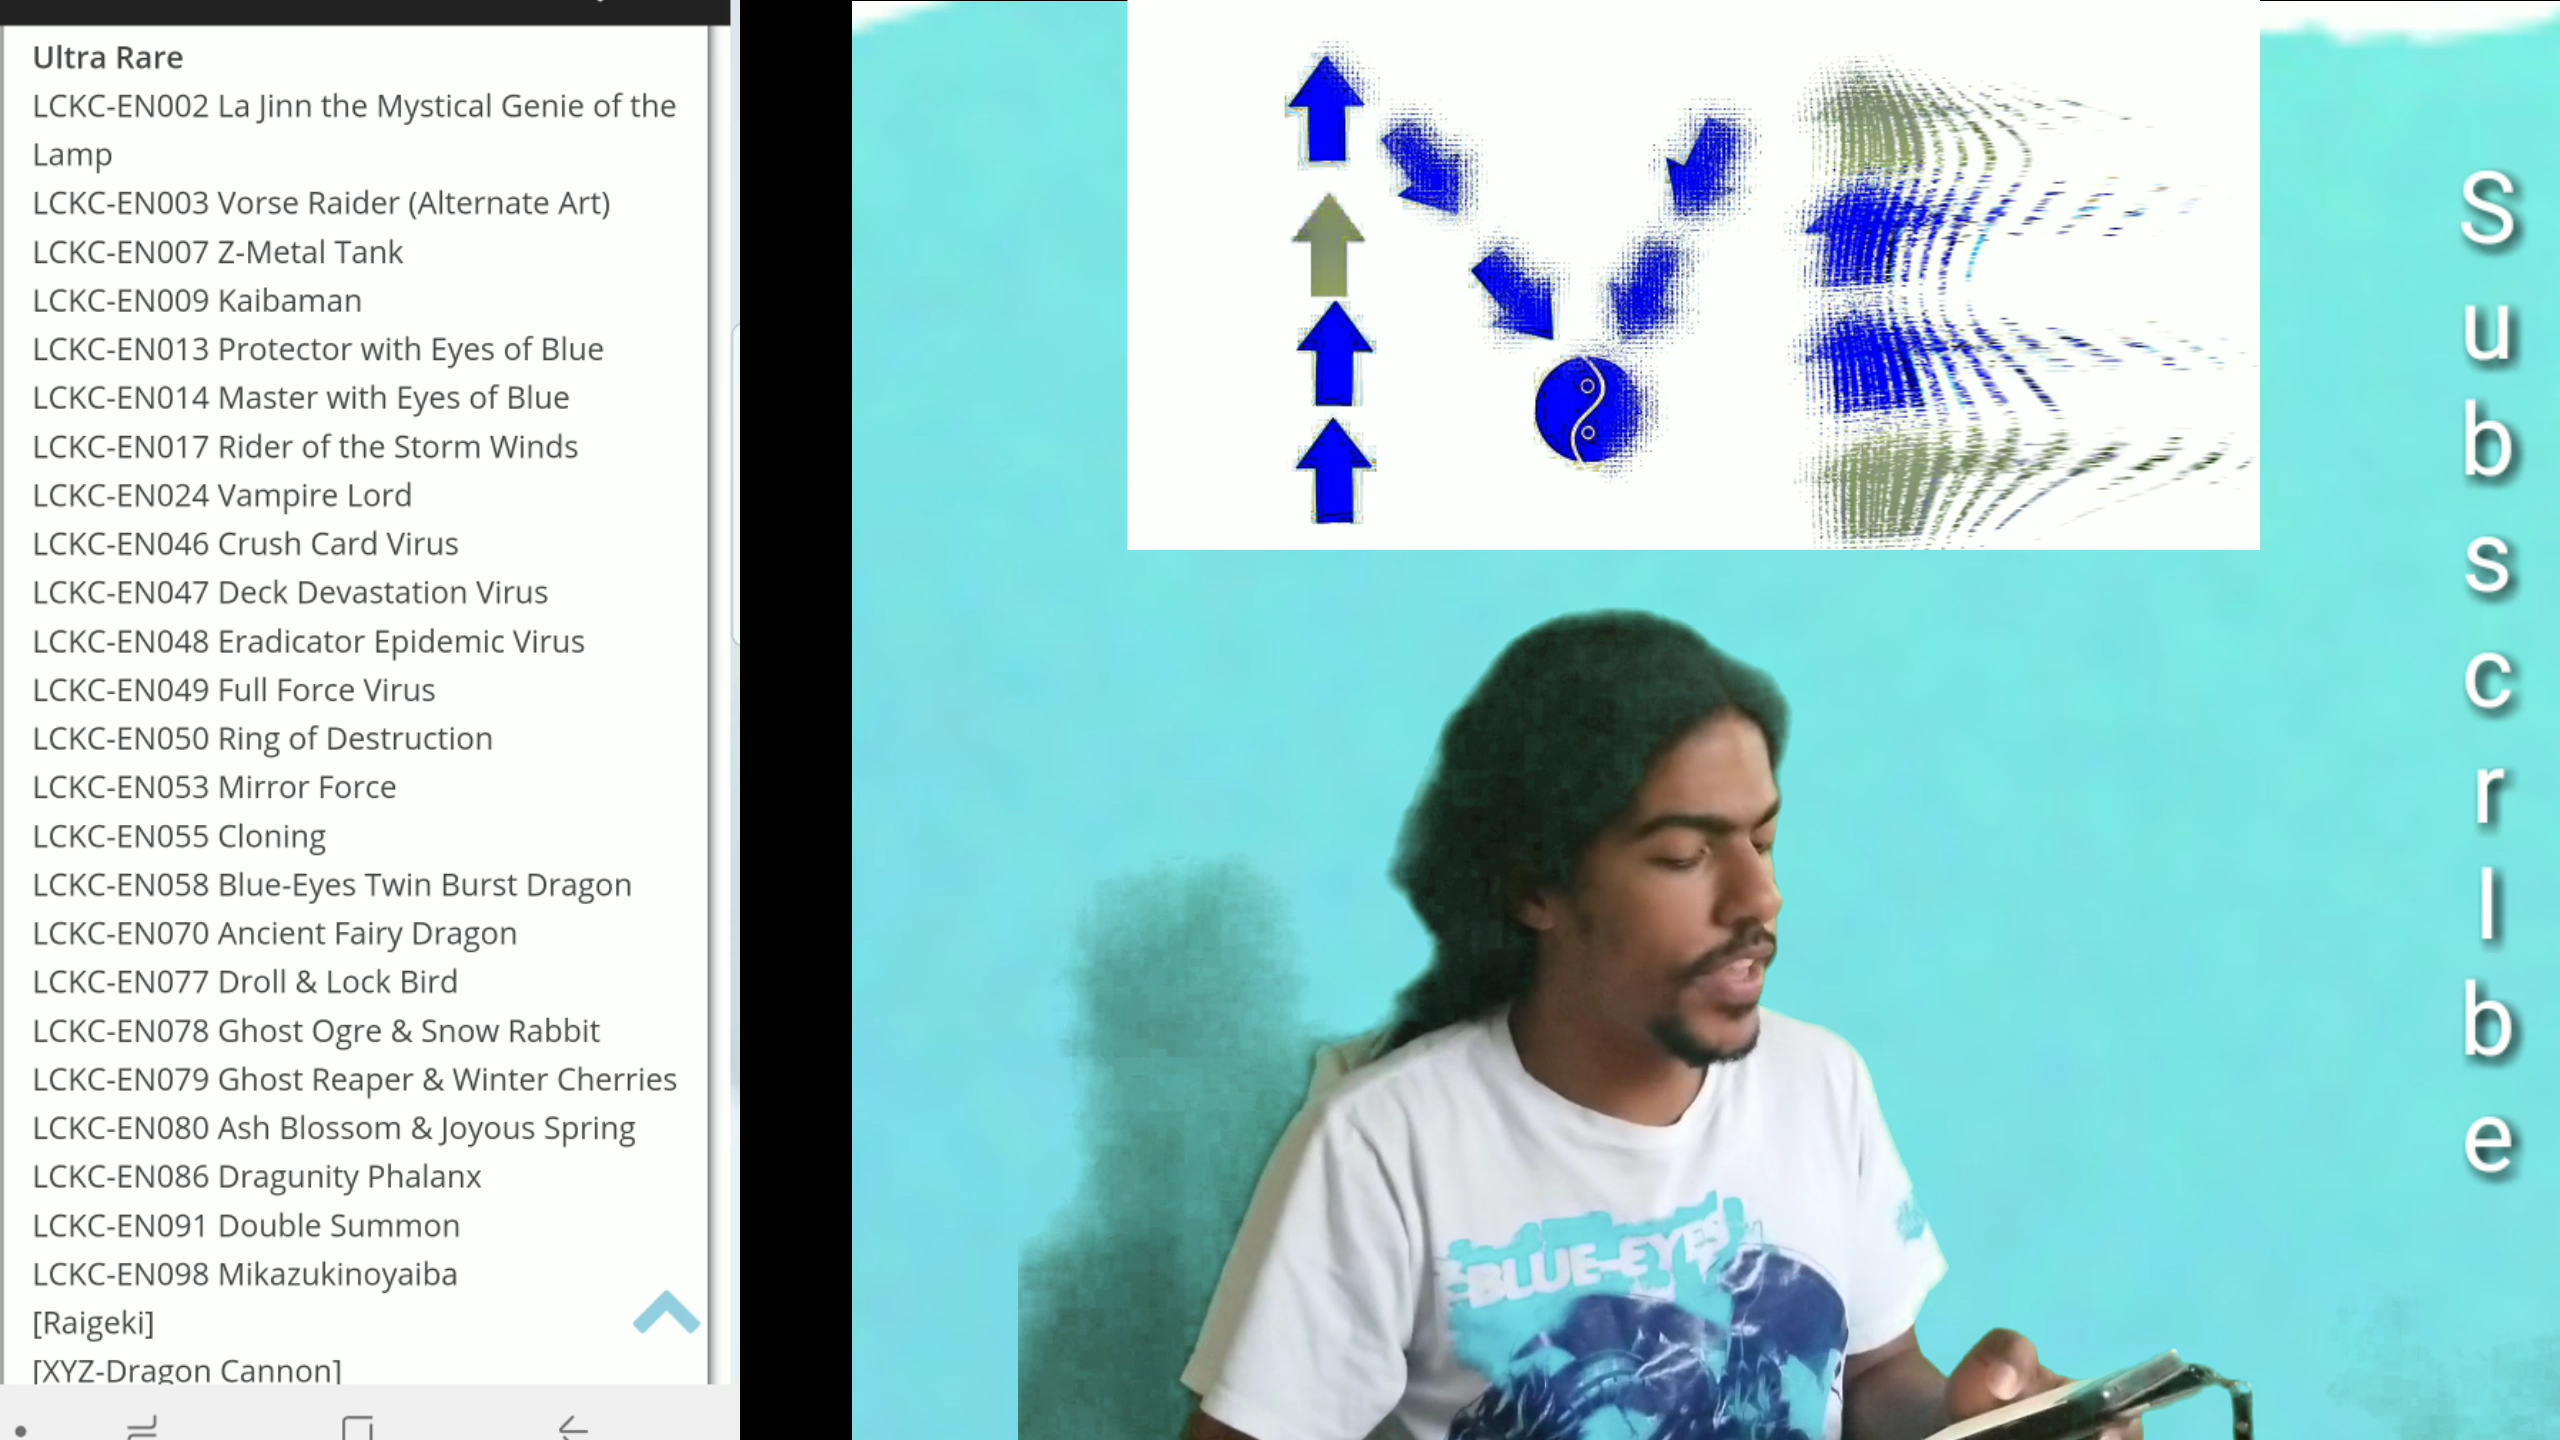 Ultra Rare
LCKC-EN002 La Jinn the Mystical Genie of the
Lamp
LCKC-EN003 Vorse Raider (Alternate Art)
LCKC-EN007 Z-Metal Tank
LCKC-EN009 Kaibaman
LCKC-EN013 Protector with Eyes of Blue
LCKC-EN014 Master with Eyes of Blue
LCKC-EN017 Rider of the Storm Winds
LCKC-EN024 Vampire Lord
LCKC-EN046 Crush Card Virus
LCKC-EN047 Deck Devastation Virus
LCKC-EN048 Eradicator Epidemic Virus
LCKC-EN049 Full Force Virus
LCKC-EN050 Ring of Destruction
LCKC-EN053 Mirror Force
LCKC-EN055 Cloning
LCKC-EN058 Blue-Eyes Twin Burst Dragon
LCKC-EN070 Ancient Fairy Dragon
LCKC-EN077 Droll & Lock Bird
LCKC-EN078 Ghost Ogre & Snow Rabbit
LCKC-EN079 Ghost Reaper & Winter Cherries
LCKC-EN080 Ash Blossom & Joyous Spring
LCKC-EN086 Dragunity Phalanx
LCKC-EN091 Double Summon
LCKC-EN098 Mikazukinoyaiba
[Raigeki]
[XYZ-Dragon Cannon]
BLUE-EYES
SubscrIbe